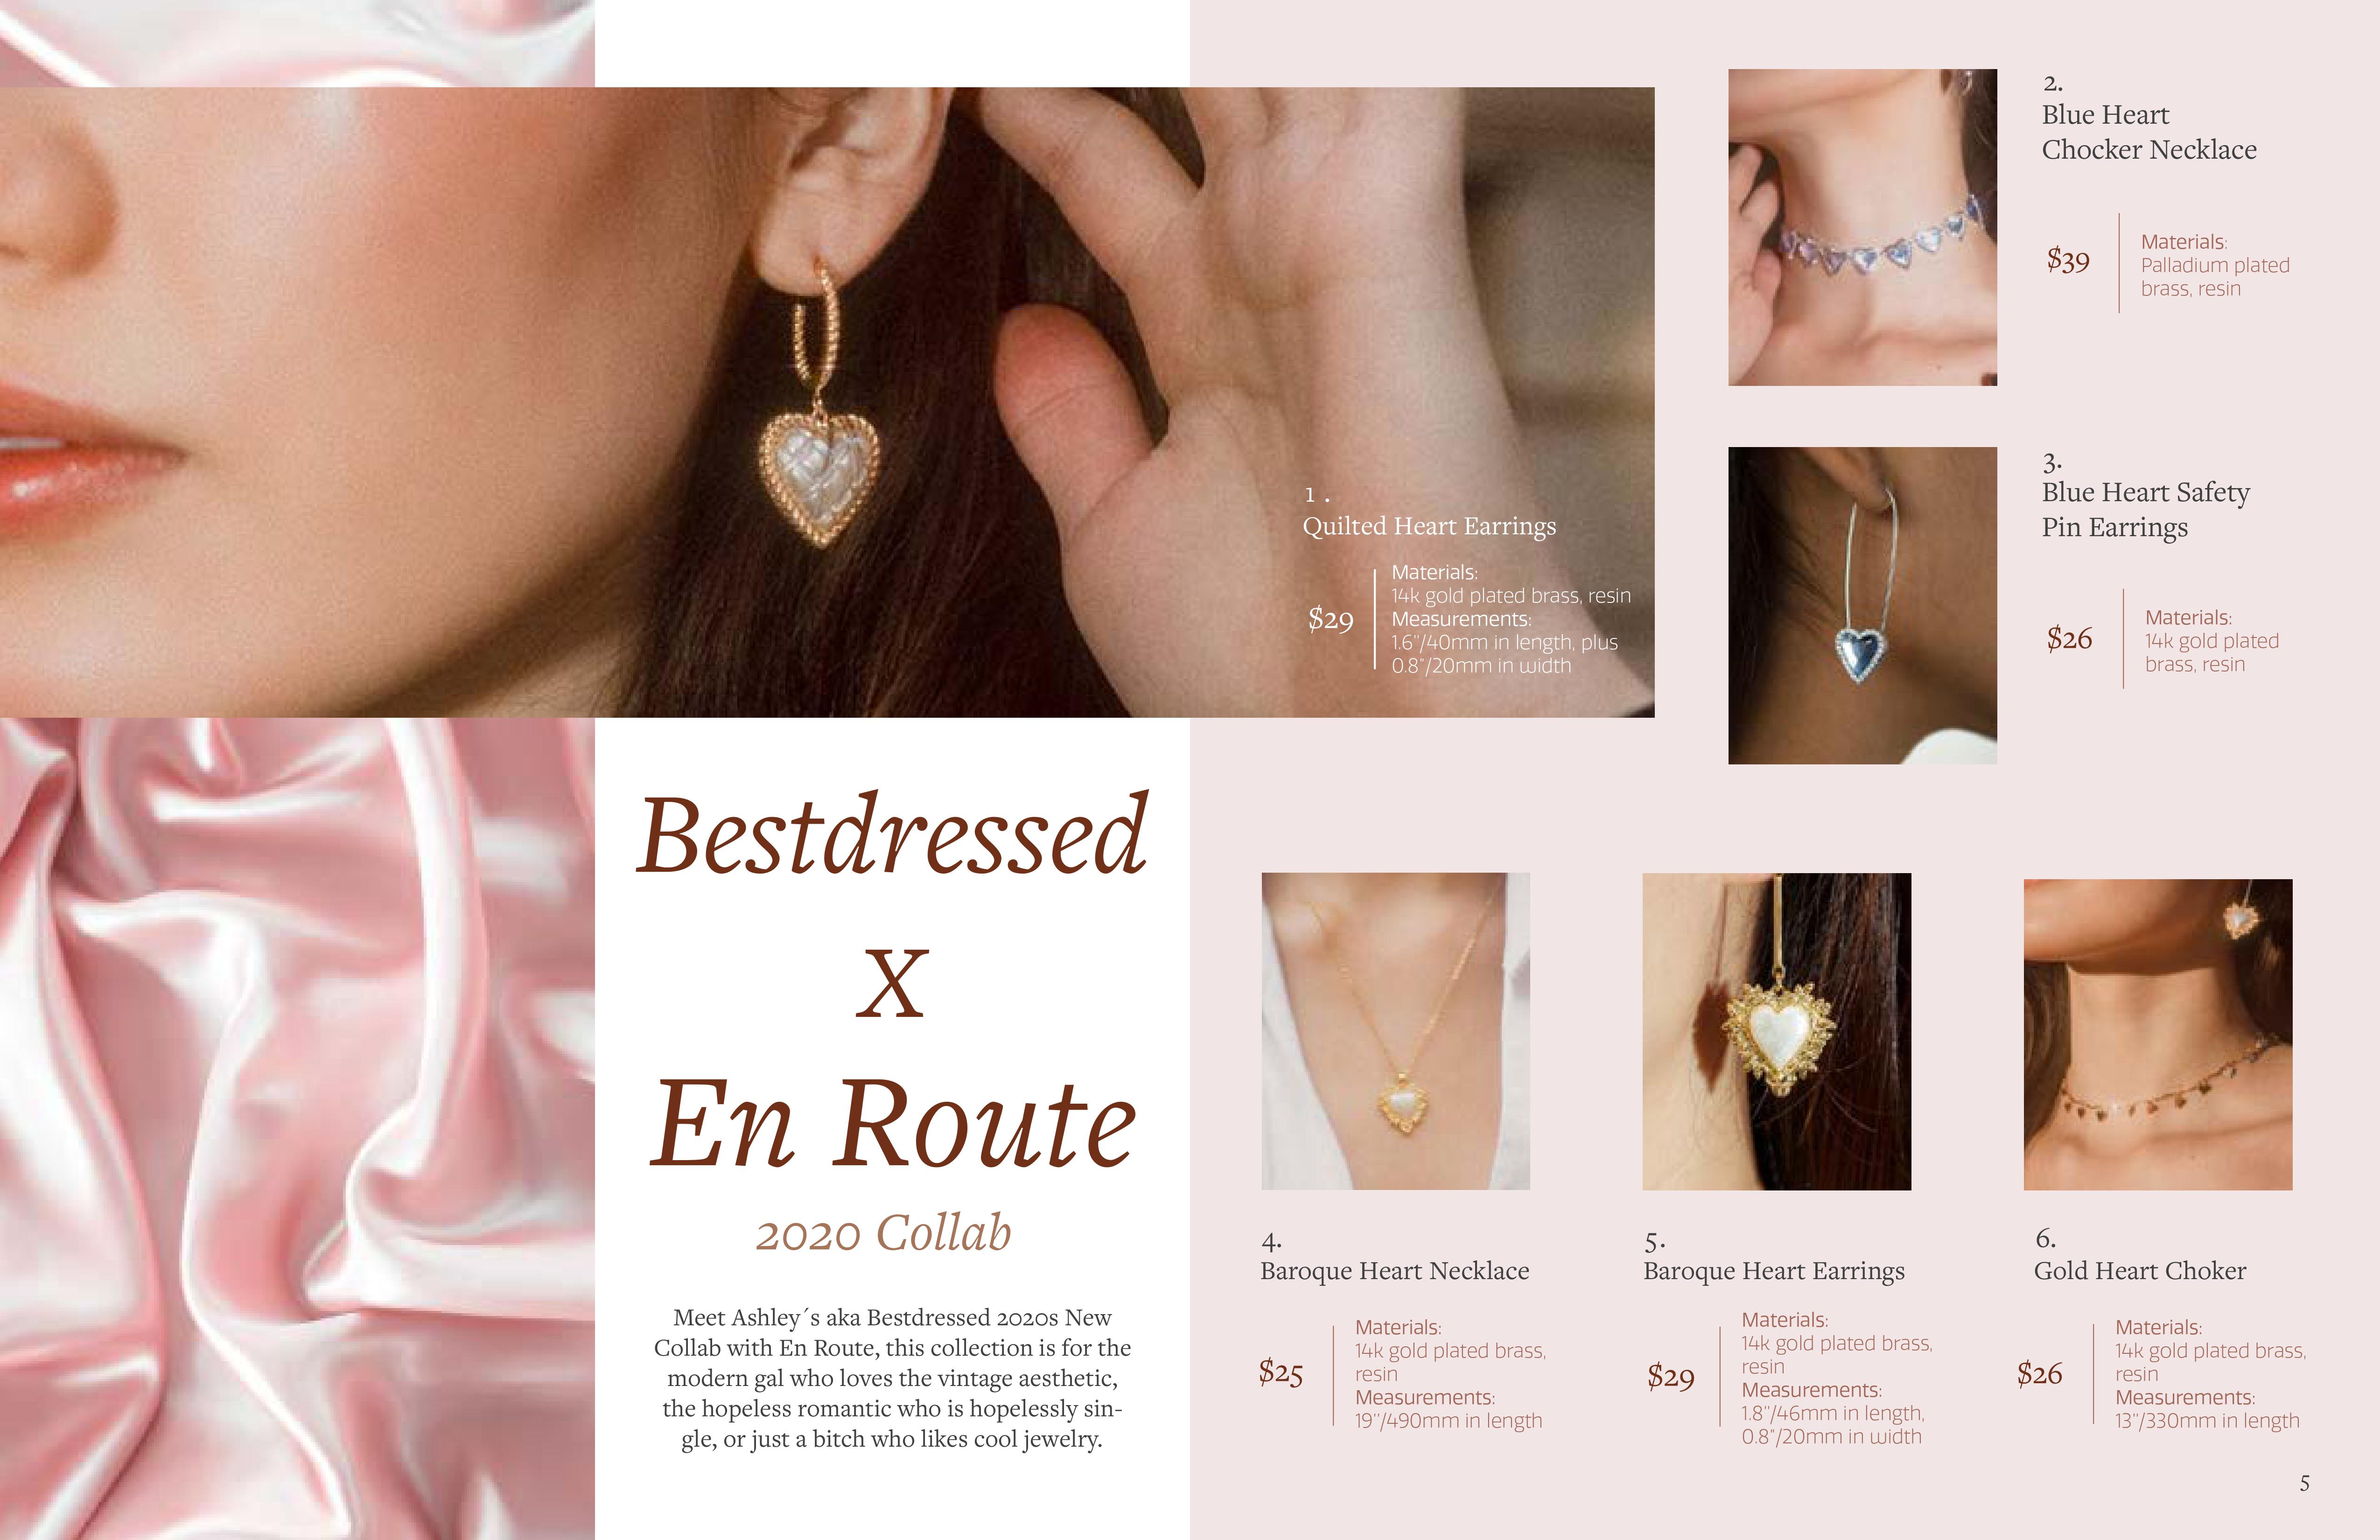 Bestdressed
X
En Route
2020 Collab
Meet Ashley´s aka Bestdressed 2020s New
Collab with En Route, this collection is for the
modern gal who loves the vintage aesthetic,
the hopeless romantic who is hopelessly sin-
gle, or just a bitch who likes cool jewelry.
1 .
Quilted Heart Earrings
$29
Materials:
14k gold plated brass, resin
Measurements:
1.6"/40mm in length, plus
0.8"/20mm in width
2.
Blue Heart
Chocker Necklace
$39
Materials:
Palladium plated
brass, resin
3.
Blue Heart Safety
Pin Earrings
$26
Materials:
14k gold plated
brass, resin
4.
Baroque Heart Necklace
$25
Materials:
14k gold plated brass,
resin
Measurements:
19"/490mm in length
5.
Baroque Heart Earrings
$29
Materials:
14k gold plated brass,
resin
Measurements:
1.8"/46mm in length,
0.8"/20mm in width
6.
Gold Heart Choker
$26
Materials:
14k gold plated brass,
resin
Measurements:
13"/330mm in length
5